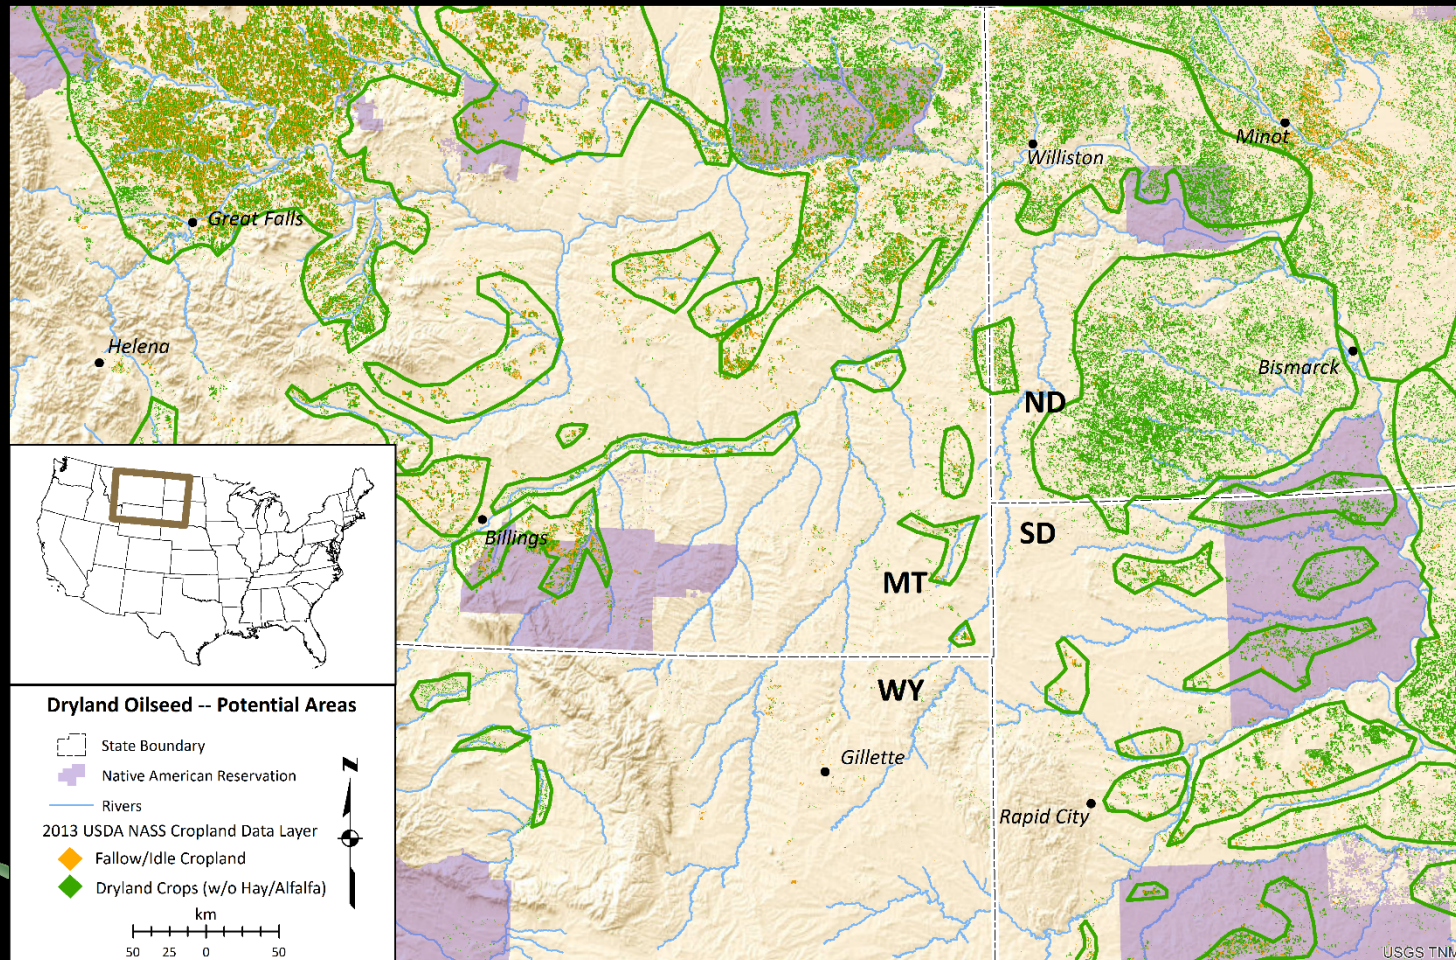 Minot
Williston
Great Falls
Helena
Bismarck
ND
Billings
SD
MT
WY
Gillette
Rapid City
Dryland Oilseed -- Potential Areas
State Boundary
Native American Reservation
Rivers
2013 USDA NASS Cropland Data Layer
Fallow/Idle Cropland
Dryland Crops (w/o Hay/Alfalfa)
N
km
50 25 0 50
USGS TNM